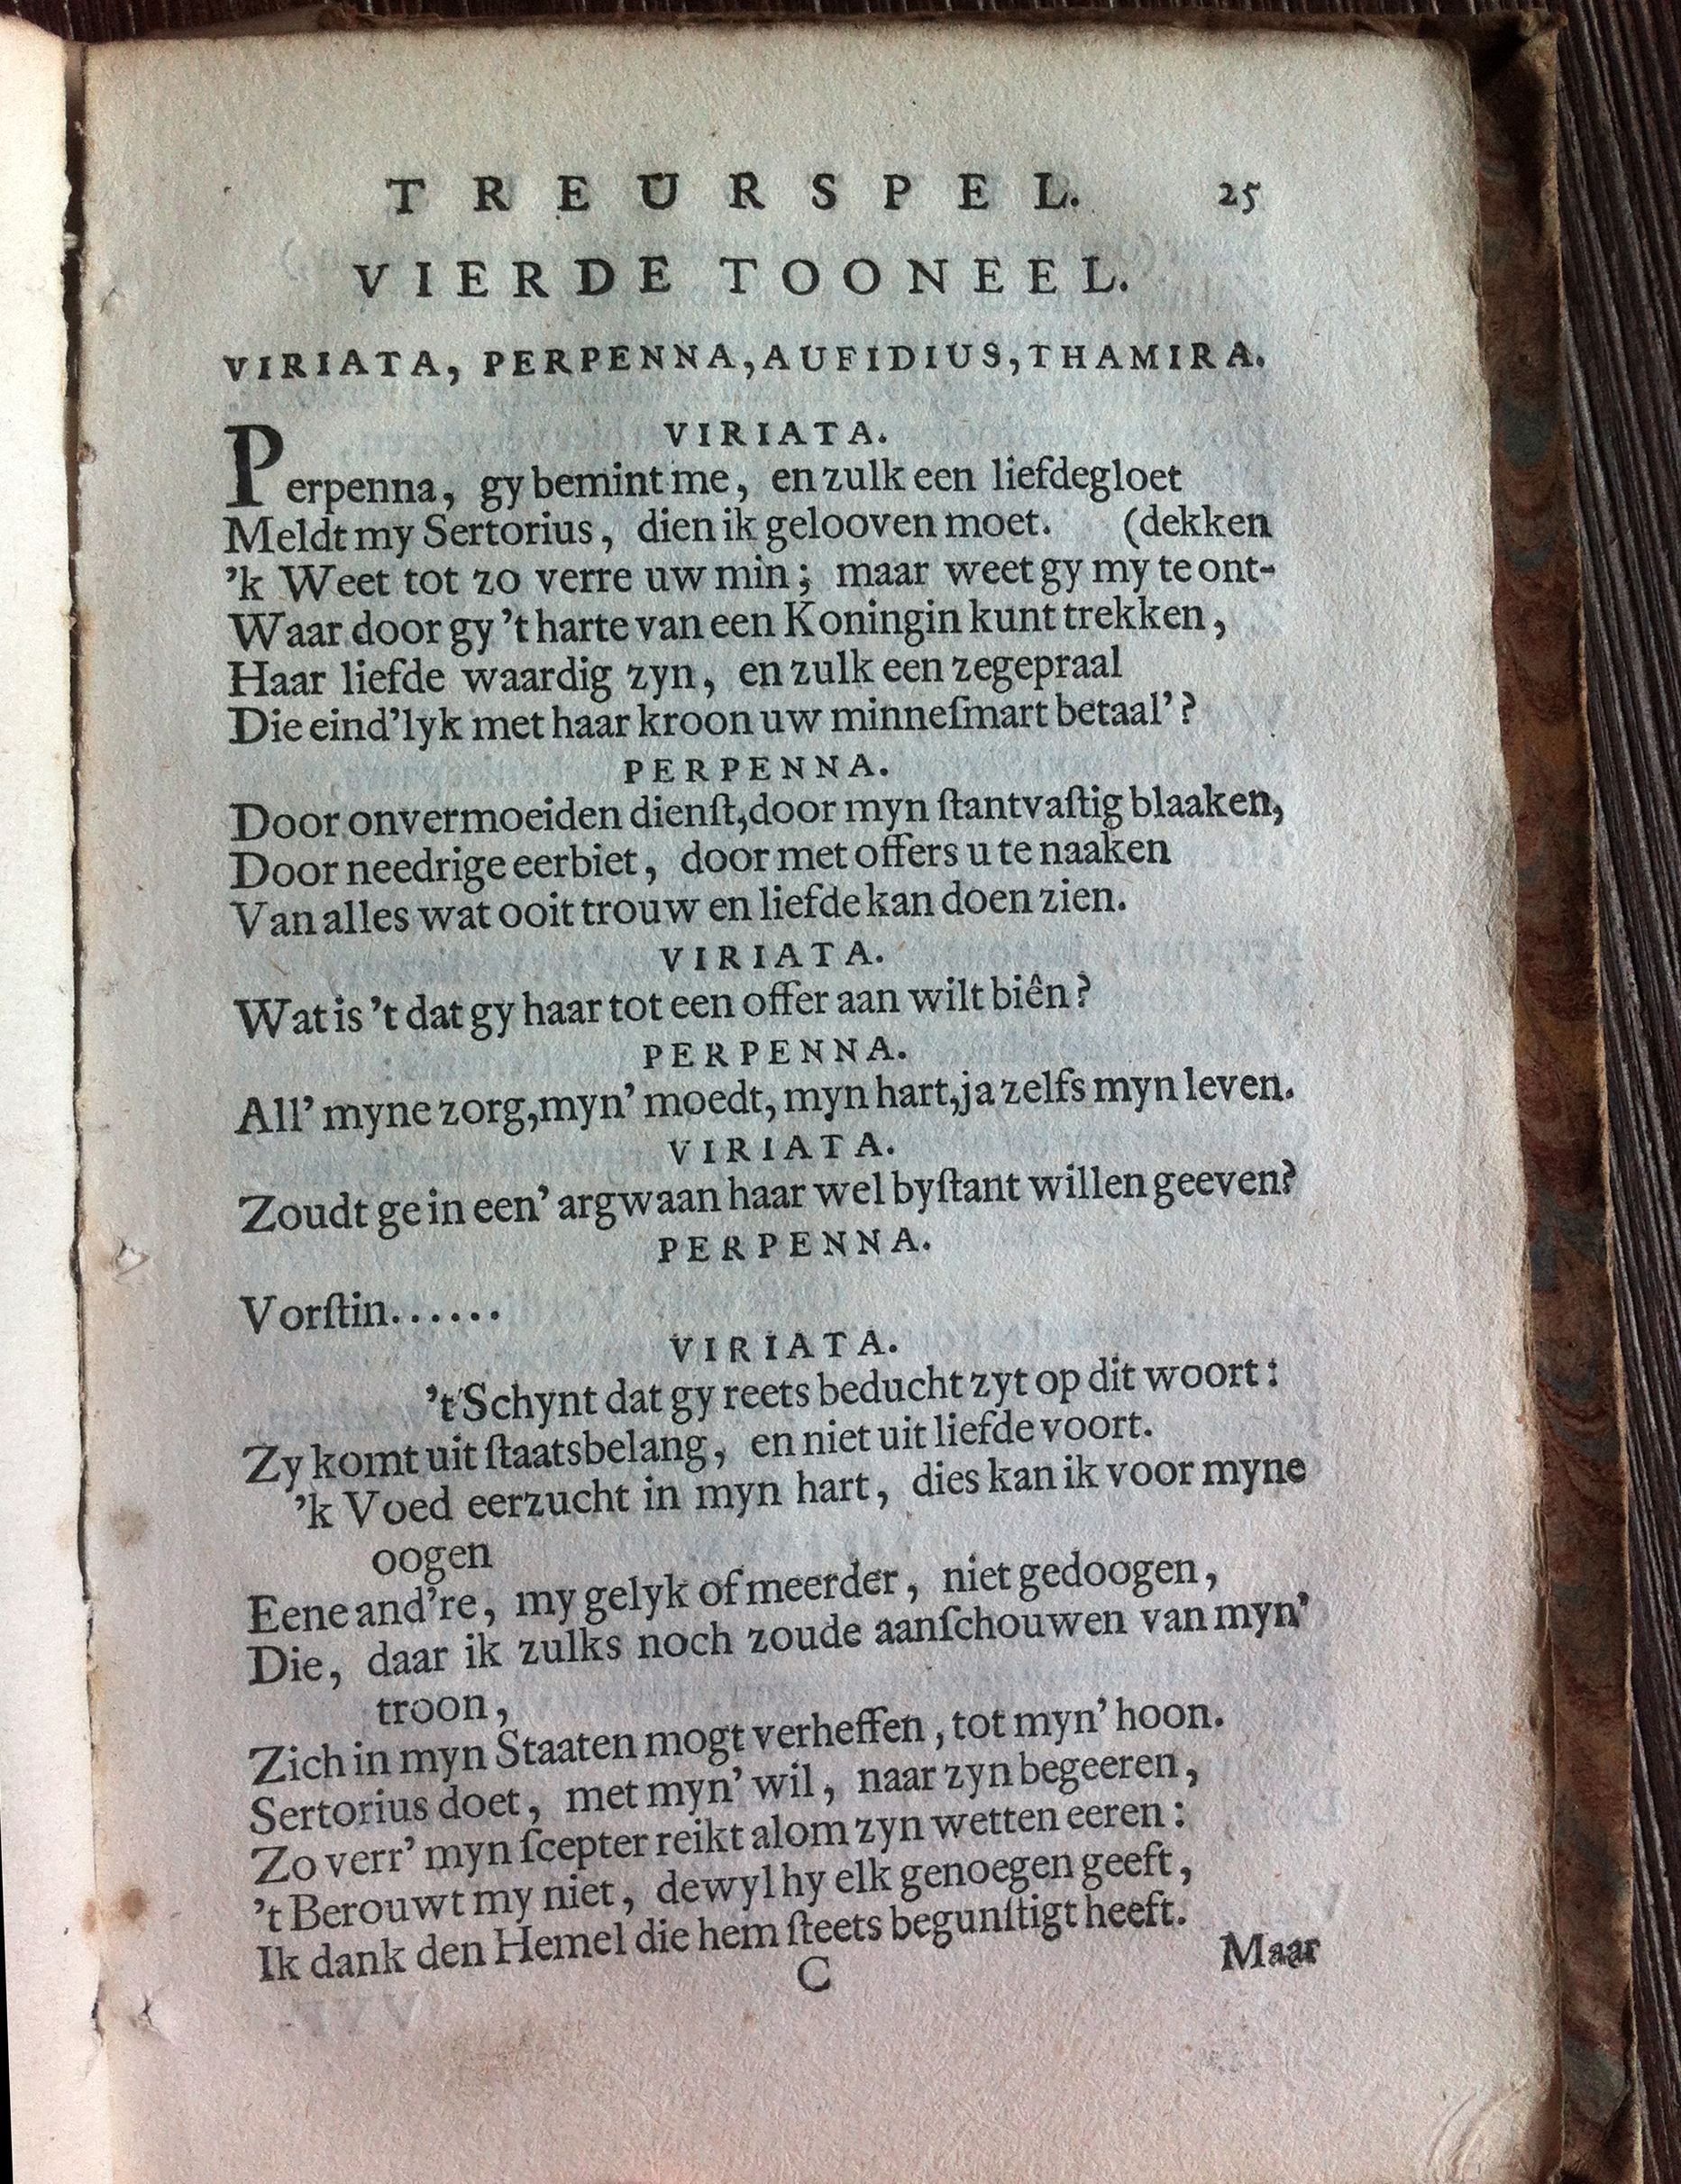 TREURSPEL. 25
VIERDE TOONEEL.
VIRIATA, PERPENNA, AUFIDIUS, THAMIRA.
VIRIATA.
Perpenna, gy bemint me, en zulk een liefdegloet
Meldt my Sertorius, dien ik gelooven moet. (dekken
’k Weet tot zo verre uw min; maar weet gy my te ont-
Waar door gy ’t harte van een Koningin kunt trekken,
Haar liefde waardig zyn, en zulk een zegepraal
Die eind’lyk met haar kroon uw minneſmart betaal’?
PERPENNA.
Door onvermoeiden dienſt, door myn ſtantvaſtig blaaken,
Door needrige eerbiet, door met offers u te naaken
Van alles wat ooit trouw en liefde kan doen zien.
VIRIATA.
Wat is ’t dat gy haar tot een offer aan wilt biên?
PERPENNA.
All’ myne zorg, myn’ moedt, myn hart, ja zelfs myn leven.
VIRIATA.
Zoudt ge in een’ argwaan haar wel byſtant willen geeven?
PERPENNA.
Vorſtin......
VIRIATA.
’t Schynt dat gy reets beducht zyt op dit woort:
Zy komt uit ſtaatsbelang, en niet uit liefde voort.
’k Voed eerzucht in myn hart, dies kan ik voor myne
oogen
Eene and’re, my gelyk of meerder, niet gedoogen,
Die, daar ik zulks noch zoude aanſchouwen van myn’
troon,
Zich in myn Staaten mogt verheffen, tot myn’ hoon.
Sertorius doet, met myn’ wil, naar zyn begeeren,
Zo verr’ myn ſcepter reikt alom zyn wetten eeren:
’t Berouwt my niet, dewyl hy elk genoegen geeft,
Ik dank den Hemel die hem ſteets begunſtigt heeft.
C Maar